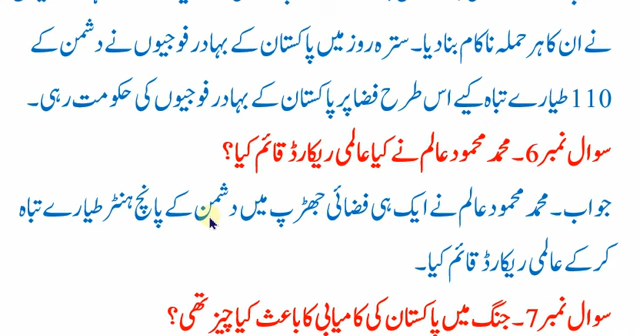 نے ان کا ہر حملہ ناکام بنا دیا۔ سترہ روز میں پاکستان کے بہادر فوجیوں نے دشمن کے
110 طیارے تباہ کیے اس طرح فضا پر پاکستان کے بہادر فوجیوں کی حکومت رہی۔
سوال نمبر 6۔ محمد محمود عالم نے کیا عالمی ریکارڈ قائم کیا؟
جواب۔ محمد محمود عالم نے ایک ہی فضائی جھڑپ میں دشمن کے پانچ ہنٹر طیارے تباہ
کر کے عالمی ریکارڈ قائم کیا۔
سوال نمبر 7۔ جنگ میں پاکستان کی کامیابی کا باعث کیا چیز تھی؟